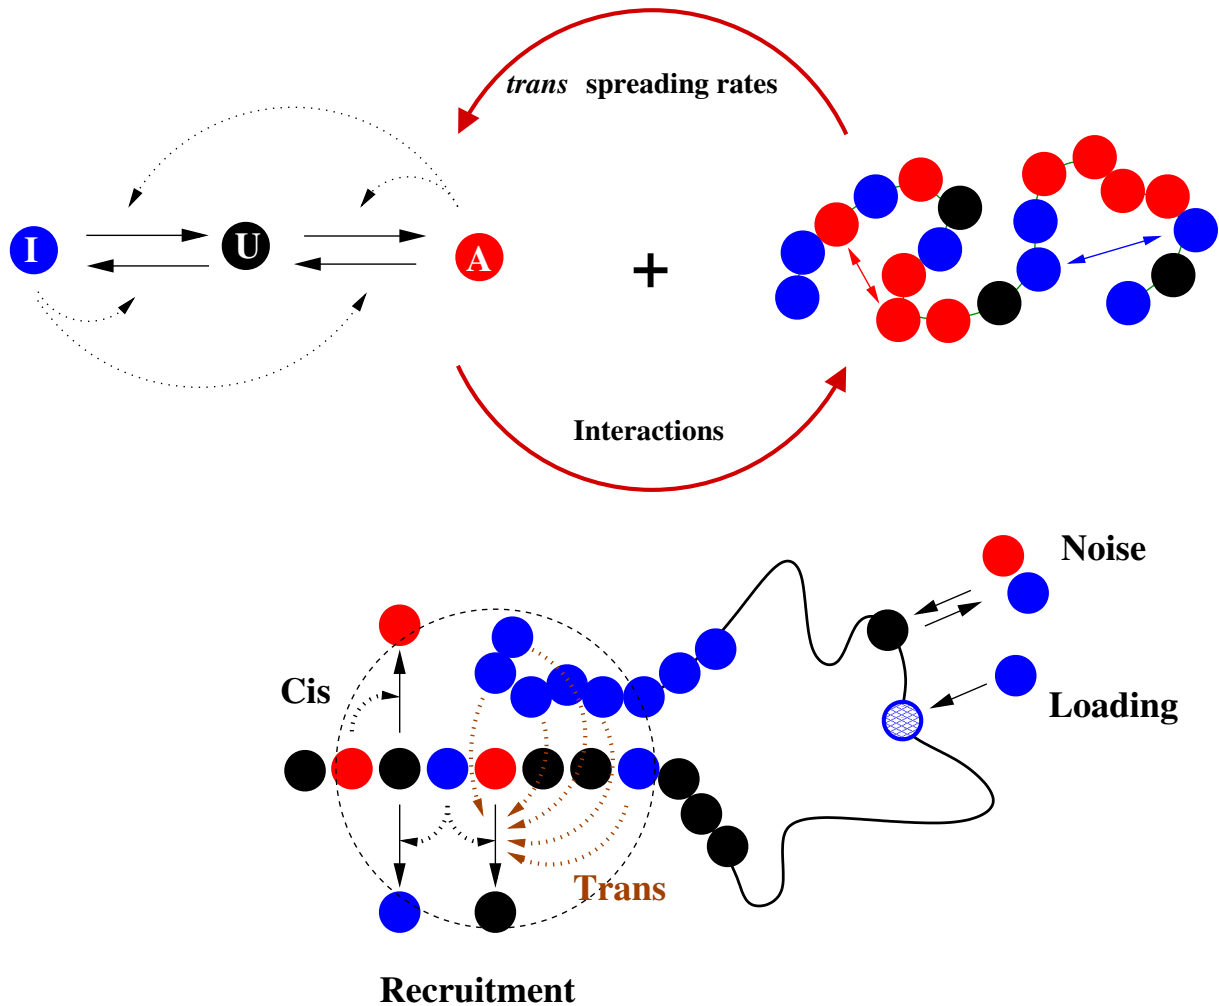 trans spreading rates
I
U
A
+
Interactions
Noise
Cis
Loading
Trans
Recruitment